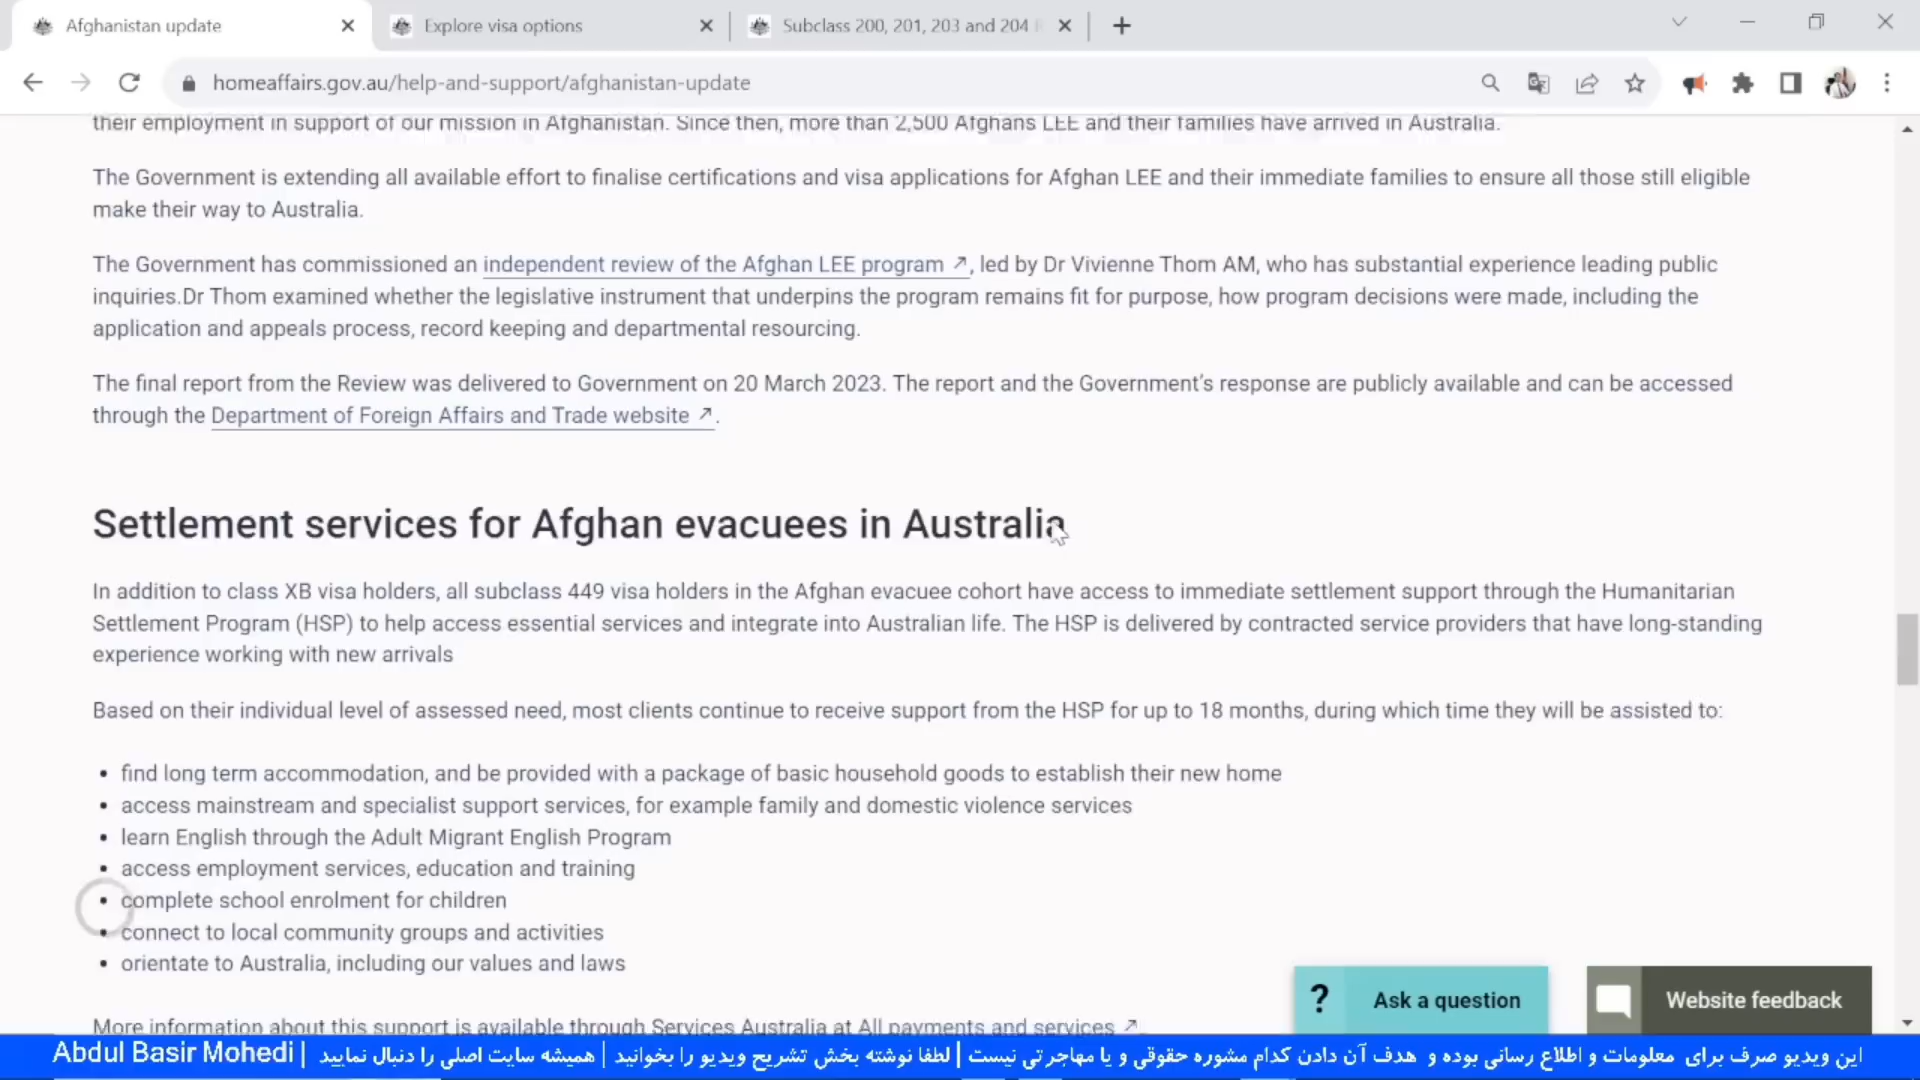 Afghanistan update
Explore visa options
Subclass 200, 201, 203 and 204
homeaffairs.gov.au/help-and-support/afghanistan-update
their employment in support of our mission in Afghanistan. Since then, more than 2,500 Afghans LEE and their families have arrived in Australia.
The Government is extending all available effort to finalise certifications and visa applications for Afghan LEE and their immediate families to ensure all those still eligible
make their way to Australia.
The Government has commissioned an independent review of the Afghan LEE program ↗, led by Dr Vivienne Thom AM, who has substantial experience leading public
inquiries.Dr Thom examined whether the legislative instrument that underpins the program remains fit for purpose, how program decisions were made, including the
application and appeals process, record keeping and departmental resourcing.
The final report from the Review was delivered to Government on 20 March 2023. The report and the Government's response are publicly available and can be accessed
through the Department of Foreign Affairs and Trade website ↗.
Settlement services for Afghan evacuees in Australia
In addition to class XB visa holders, all subclass 449 visa holders in the Afghan evacuee cohort have access to immediate settlement support through the Humanitarian
Settlement Program (HSP) to help access essential services and integrate into Australian life. The HSP is delivered by contracted service providers that have long-standing
experience working with new arrivals
Based on their individual level of assessed need, most clients continue to receive support from the HSP for up to 18 months, during which time they will be assisted to:
• find long term accommodation, and be provided with a package of basic household goods to establish their new home
• access mainstream and specialist support services, for example family and domestic violence services
• learn English through the Adult Migrant English Program
• access employment services, education and training
• complete school enrolment for children
• connect to local community groups and activities
• orientate to Australia, including our values and laws
? Ask a question
Website feedback
More information about this support is available through Services Australia at All payments and services ↗
این ویدیو صرف برای معلومات و اطلاع رسانی بوده و هدف آن دادن کدام مشوره حقوقی و یا مهاجرتی نیست | لطفا نوشته بخش تشریح ویدیو را بخوانید | همیشه سایت اصلی را دنبال نمایید | Abdul Basir Mohedi